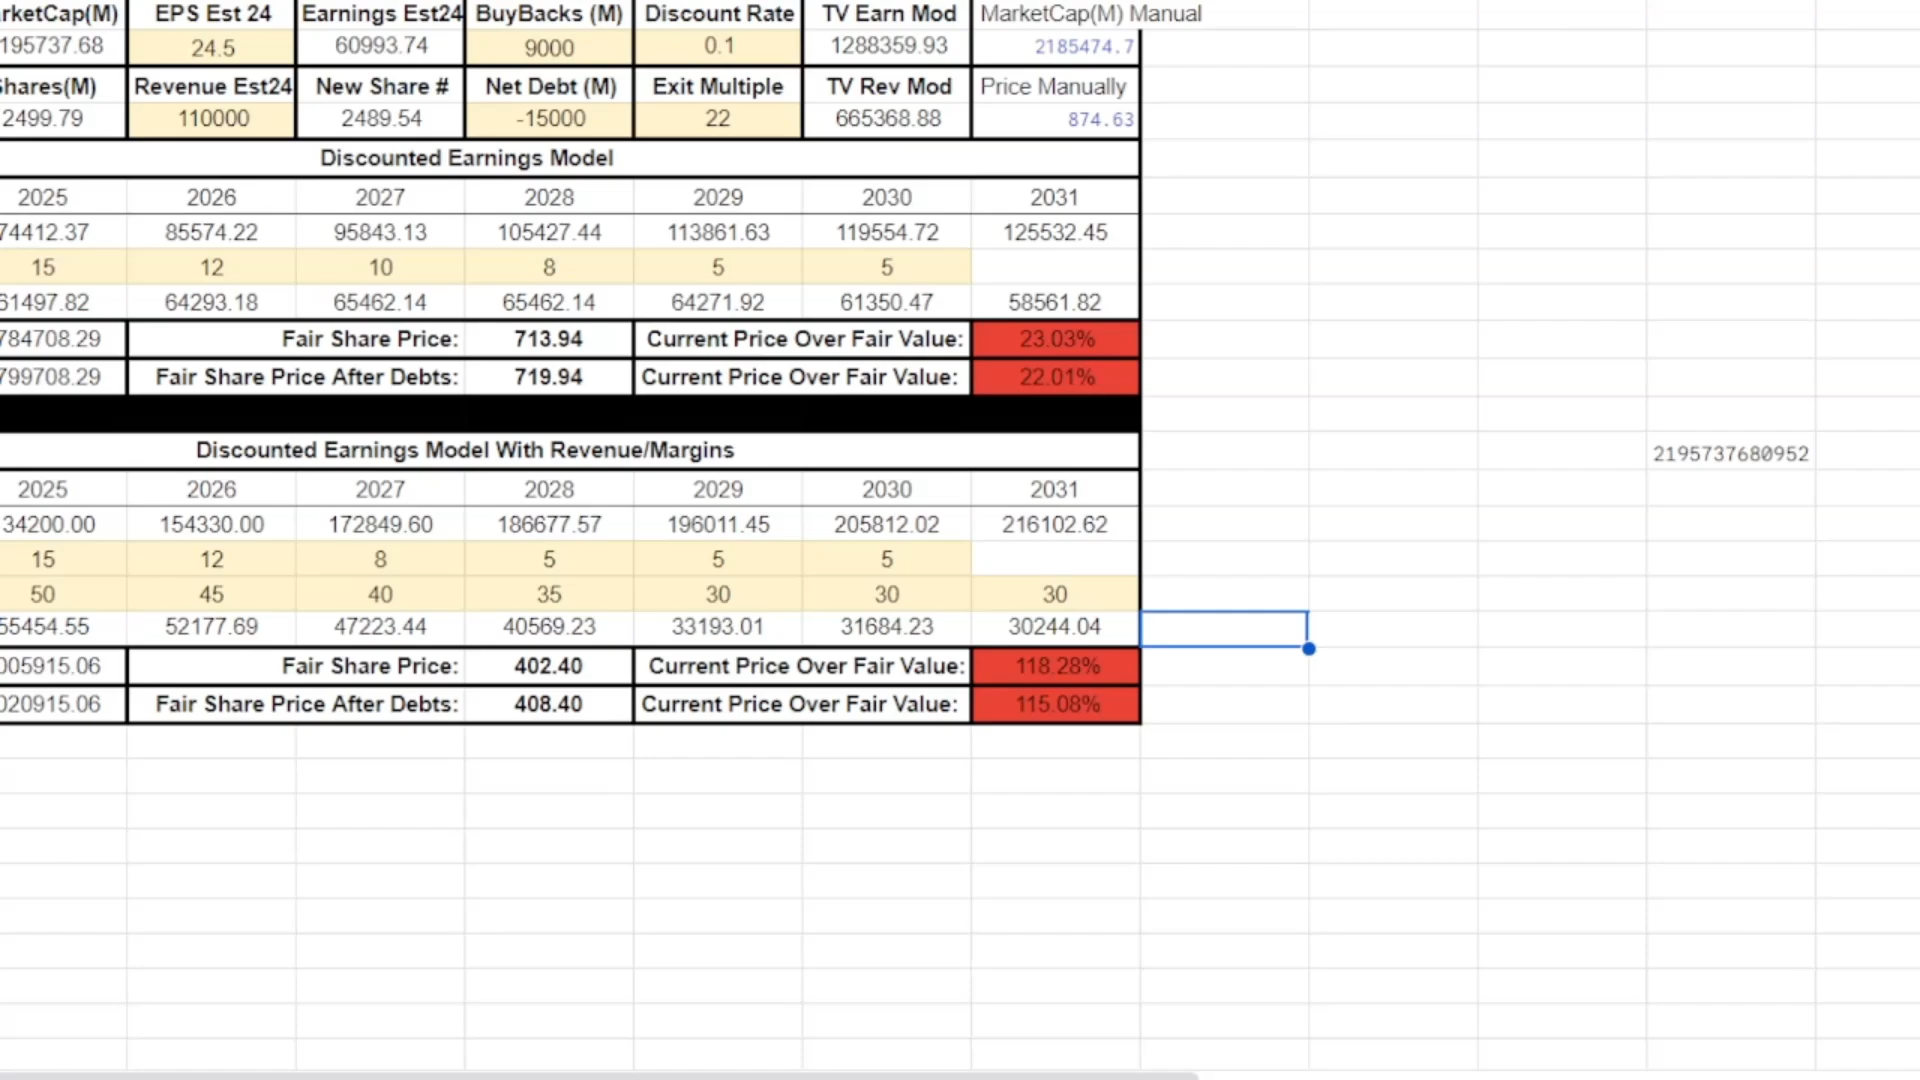 arketCap(M) EPS Est 24 Earnings Est24 BuyBacks (M) Discount Rate TV Earn Mod MarketCap(M) Manual
195737.68 24.5 60993.74 9000 0.1 1288359.93 2185474.7
Shares(M) Revenue Est24 New Share # Net Debt (M) Exit Multiple TV Rev Mod Price Manually
2499.79 110000 2489.54 -15000 22 665368.88 874.63
Discounted Earnings Model
2025 2026 2027 2028 2029 2030 2031
74412.37 85574.22 95843.13 105427.44 113861.63 119554.72 125532.45
15 12 10 8 5 5
61497.82 64293.18 65462.14 65462.14 64271.92 61350.47 58561.82
784708.29 Fair Share Price: 713.94 Current Price Over Fair Value: 23.03%
799708.29 Fair Share Price After Debts: 719.94 Current Price Over Fair Value: 22.01%
Discounted Earnings Model With Revenue/Margins
2195737680952
2025 2026 2027 2028 2029 2030 2031
34200.00 154330.00 172849.60 186677.57 196011.45 205812.02 216102.62
15 12 8 5 5 5
50 45 40 35 30 30 30
55454.55 52177.69 47223.44 40569.23 33193.01 31684.23 30244.04
005915.06 Fair Share Price: 402.40 Current Price Over Fair Value: 118.28%
020915.06 Fair Share Price After Debts: 408.40 Current Price Over Fair Value: 115.08%